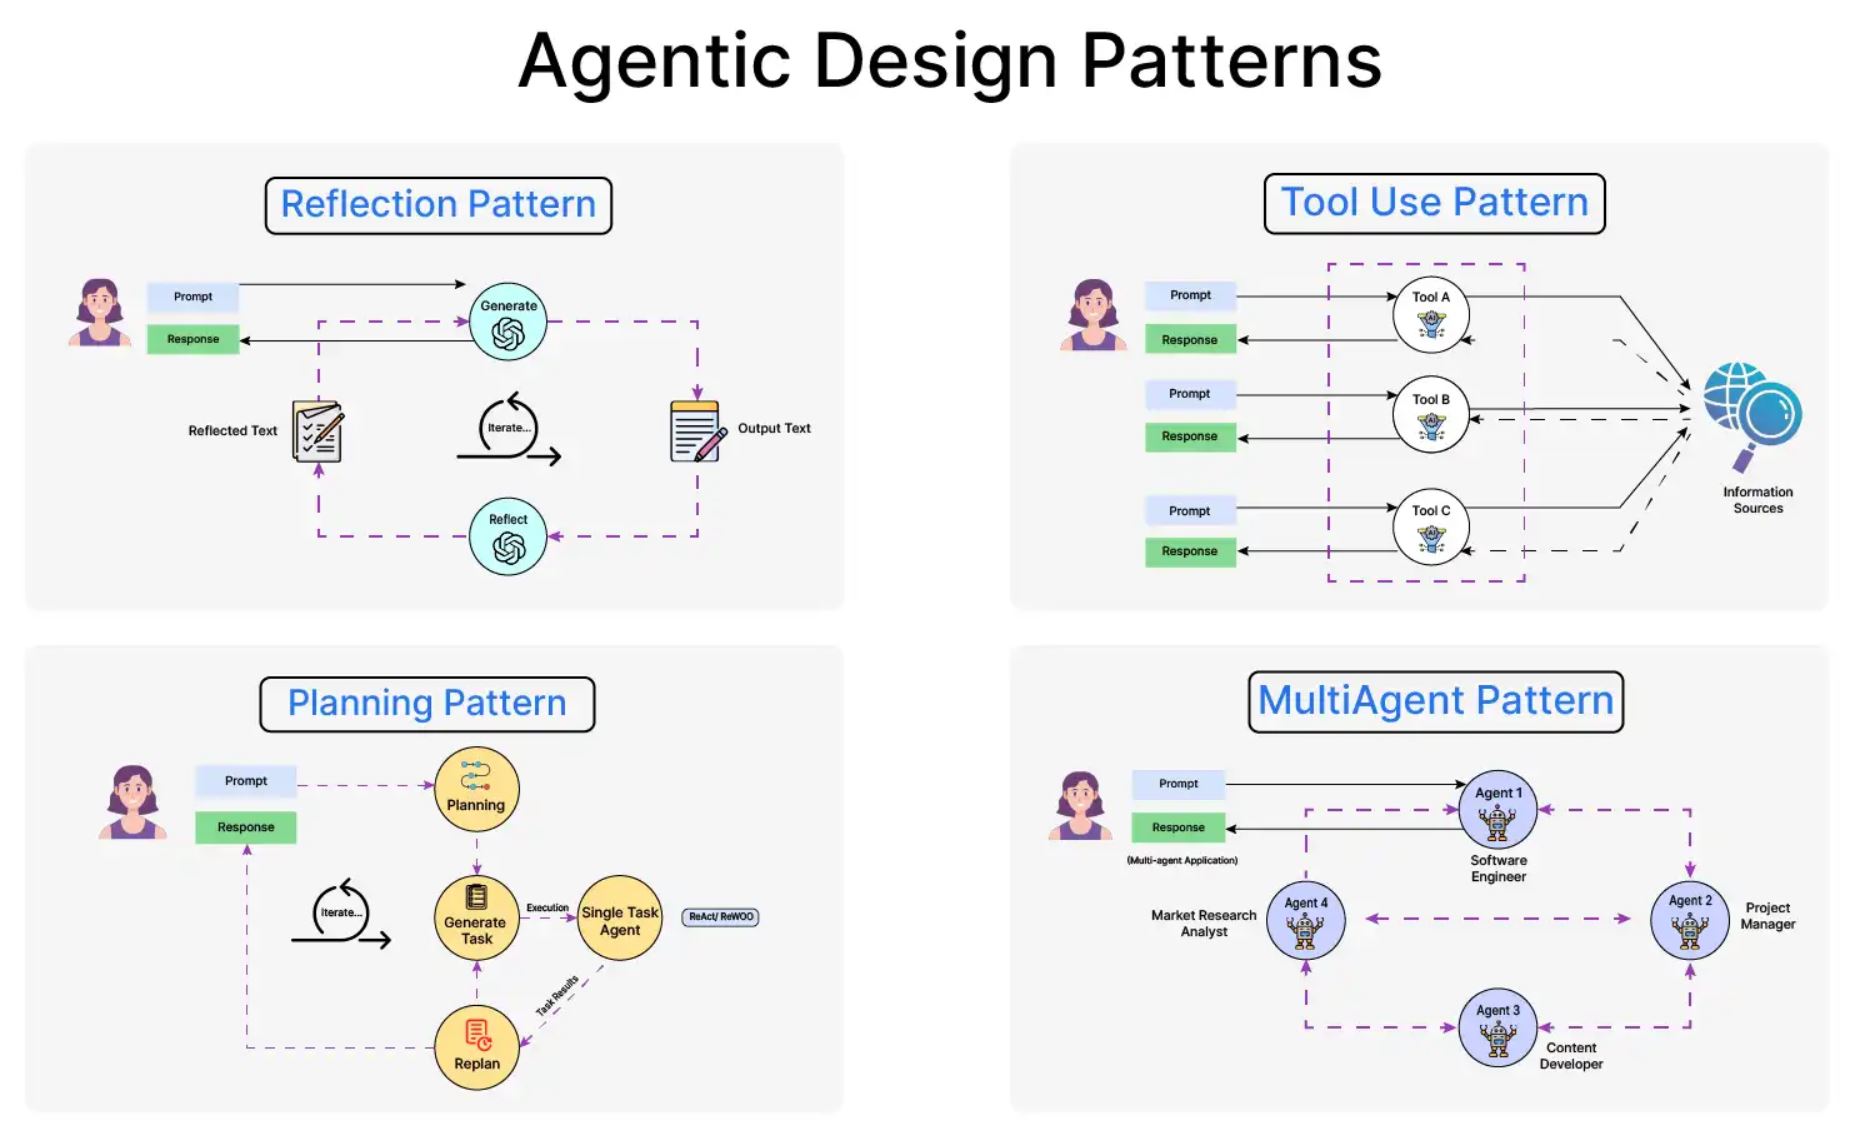 Agentic Design Patterns
Reflection Pattern
Prompt
Response
Generate
Reflected Text
Iterate...
Output Text
Reflect
Tool Use Pattern
Prompt
Response
Tool A
AI
Prompt
Response
Tool B
AI
Prompt
Response
Tool C
AI
Information
Sources
Planning Pattern
Prompt
Response
Planning
Iterate...
Generate
Task
Execution
Single Task
Agent
ReAct/ ReWOO
Task Results
Replan
MultiAgent Pattern
Prompt
Response
(Multi-agent Application)
Agent 1
Software
Engineer
Agent 4
Market Research
Analyst
Agent 2
Project
Manager
Agent 3
Content
Developer